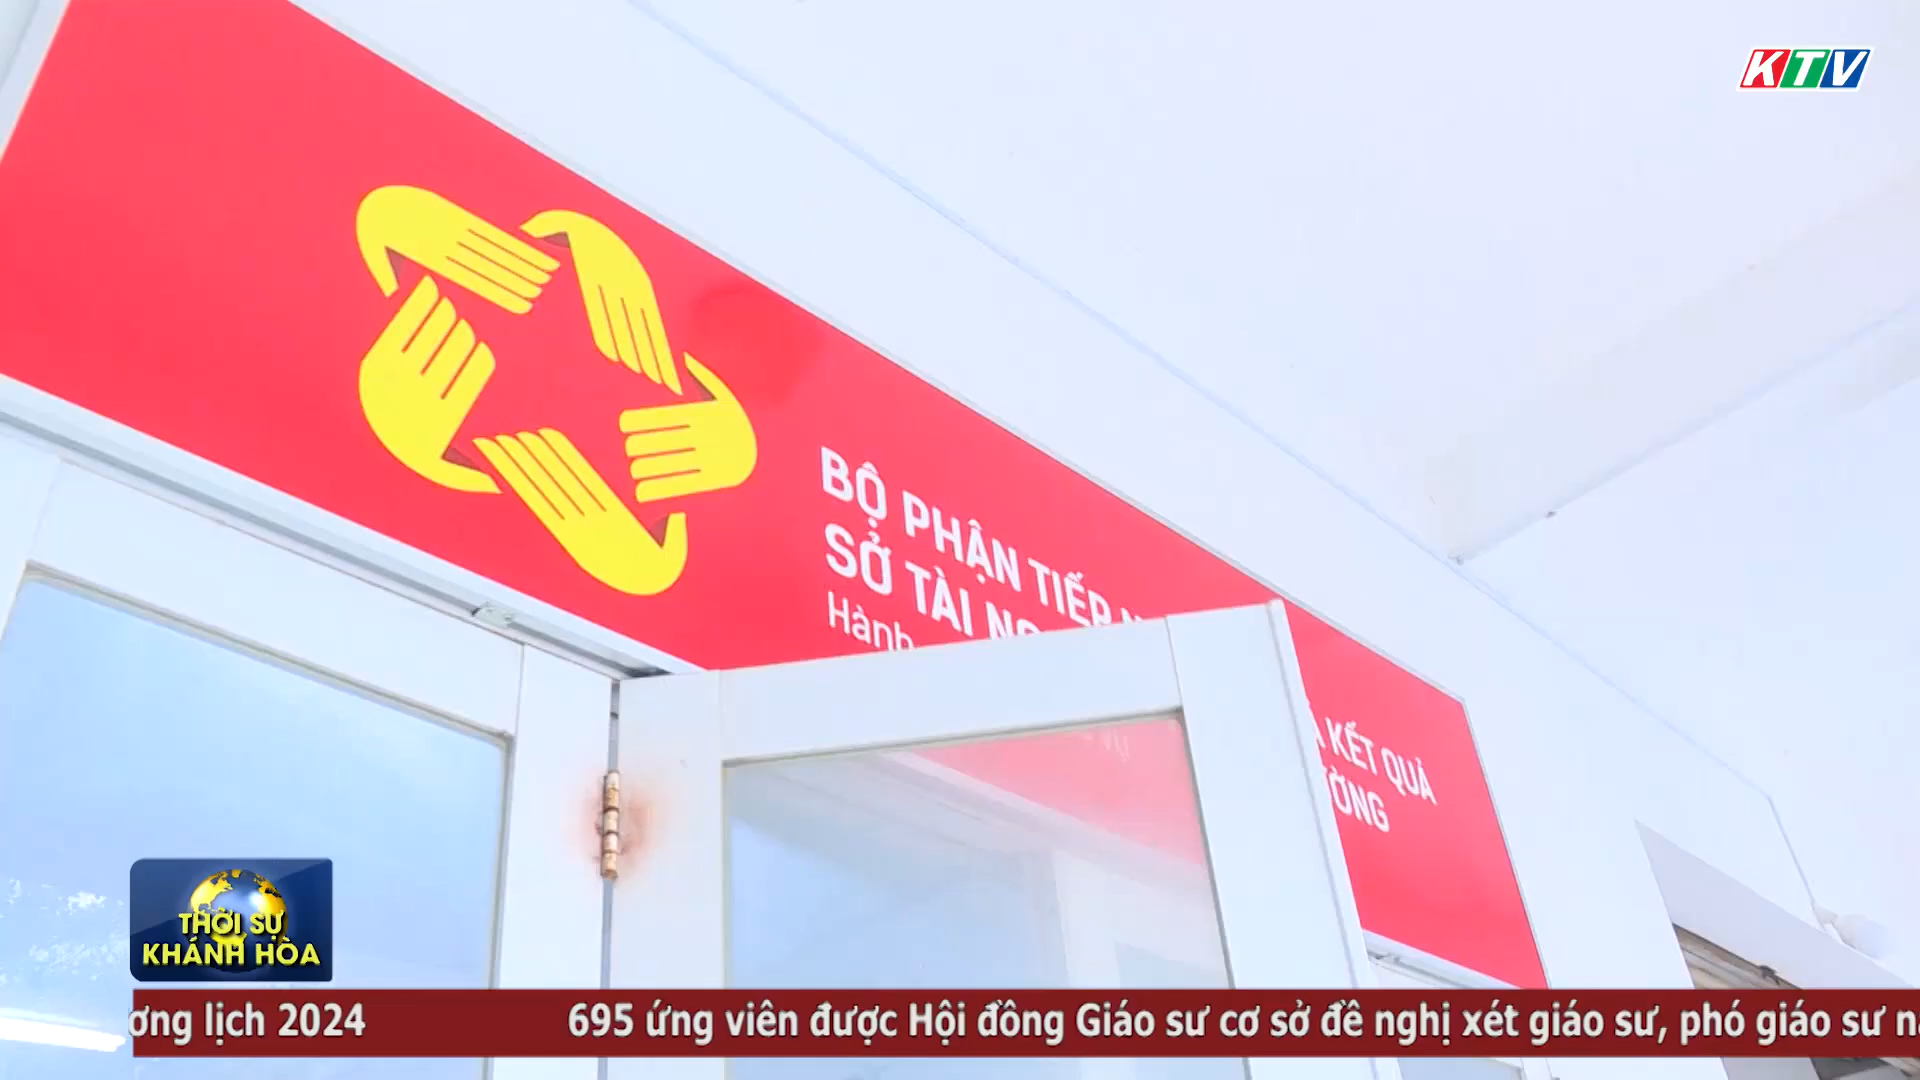 KTV
BỘ PHẬN TIẾP
SỞ TÀI
Hành
KẾT QUẢ
THỜI SỰ
KHÁNH HÒA
ơng lịch 2024 695 ứng viên được Hội đồng Giáo sư cơ sở đề nghị xét giáo sư, phó giáo sư